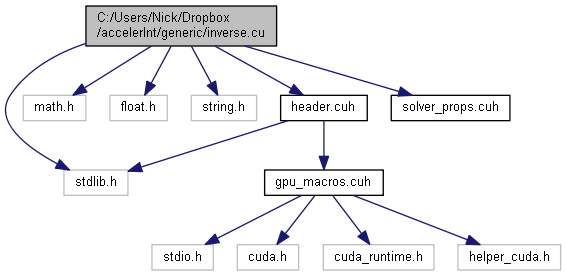 C:/Users/Nick/Dropbox
/accelerInt/generic/inverse.cu
math.h
float.h
string.h
header.cuh
solver_props.cuh
stdlib.h
gpu_macros.cuh
stdio.h
cuda.h
cuda_runtime.h
helper_cuda.h